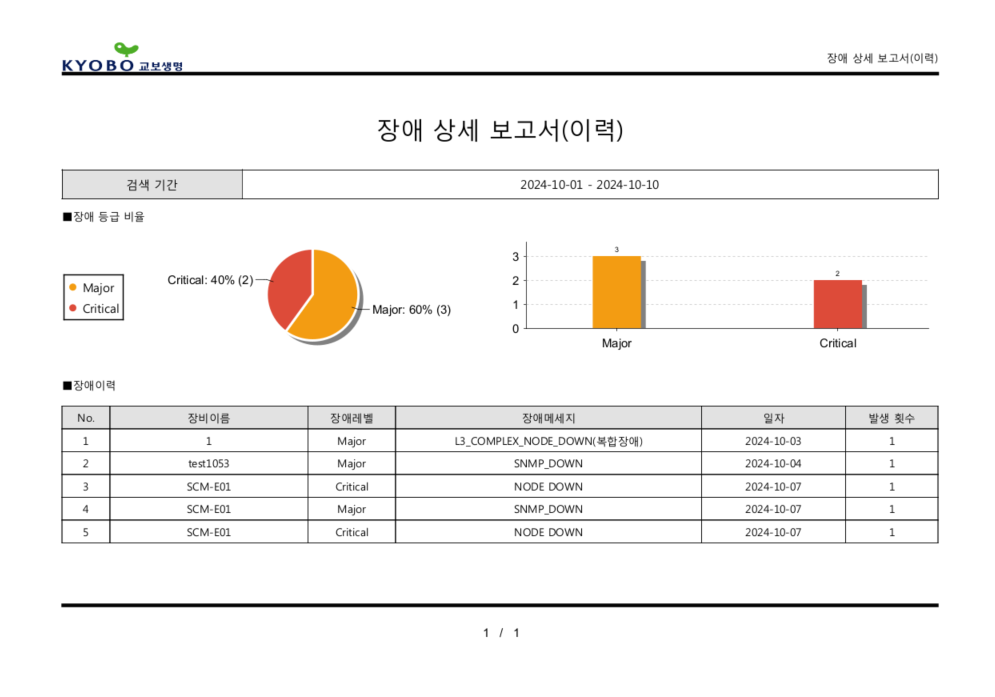 KYOBO 교보생명
장애 상세 보고서(이력)
장애 상세 보고서(이력)
검색 기간 2024-10-01 - 2024-10-10
■장애 등급 비율
Major
Critical
Critical: 40% (2)
Major: 60% (3)
3
2
1
0
3
2
Major Critical
■장애이력
No. 장비이름 장애레벨 장애메세지 일자 발생 횟수
1 1 Major L3_COMPLEX_NODE_DOWN(복합장애) 2024-10-03 1
2 test1053 Major SNMP_DOWN 2024-10-04 1
3 SCM-E01 Critical NODE DOWN 2024-10-07 1
4 SCM-E01 Major SNMP_DOWN 2024-10-07 1
5 SCM-E01 Critical NODE DOWN 2024-10-07 1
1 / 1